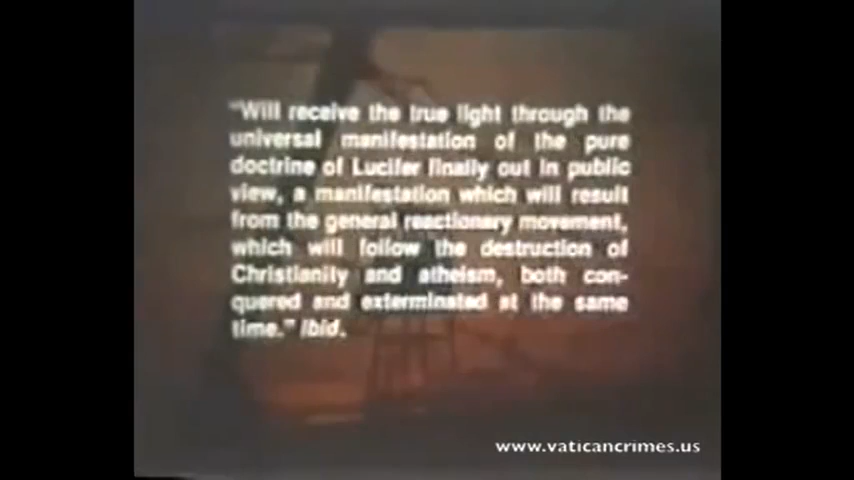 "Will receive the true light through the
universal manifestation of the pure
doctrine of Lucifer finally out in public
view, a manifestation which will result
from the general reactionary movement,
which will follow the destruction of
Christianity and atheism, both con-
quered and exterminated at the same
time." Ibid.
www.vaticancrimes.us